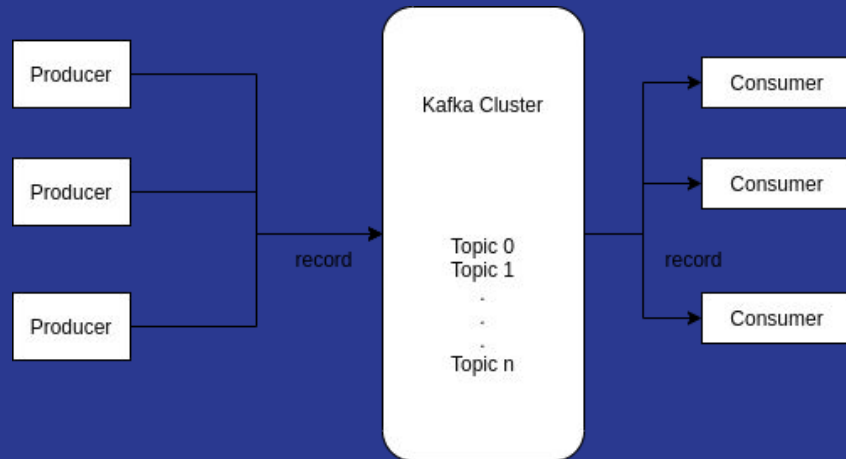 Producer
Producer
Producer
record
Kafka Cluster
Topic 0
Topic 1
.
.
.
Topic n
record
Consumer
Consumer
Consumer